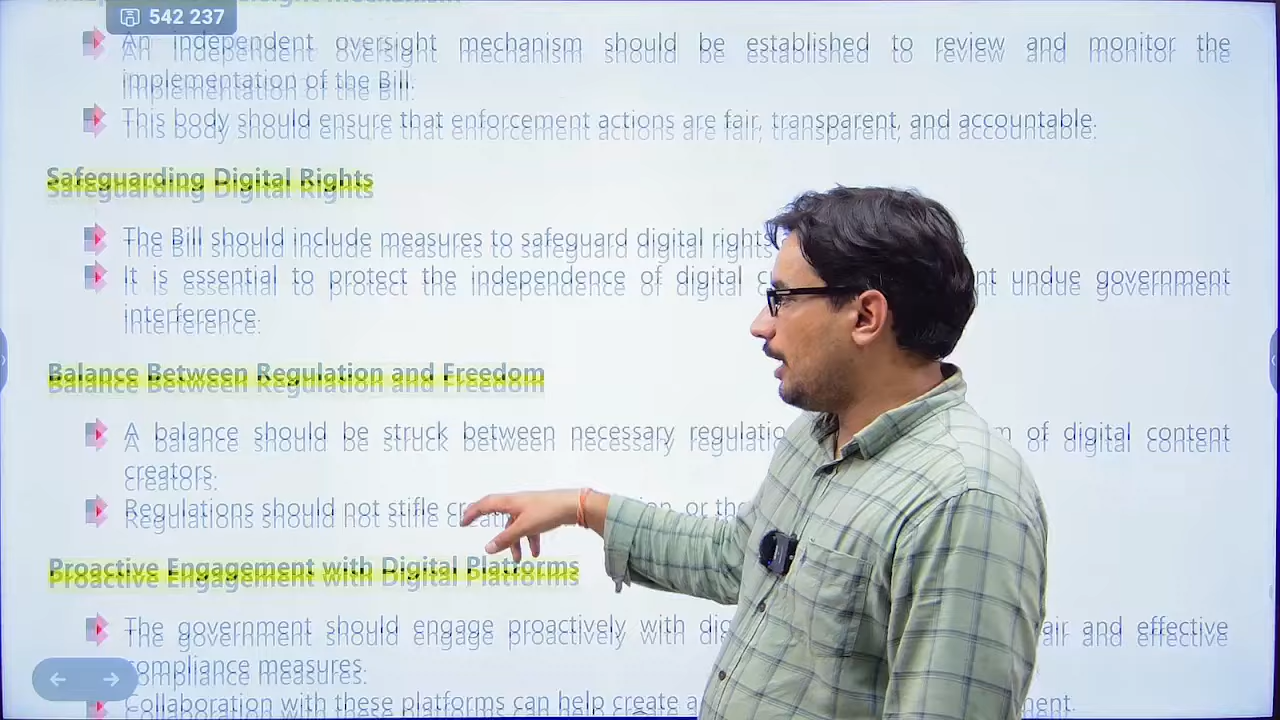 542 237
An independent oversight mechanism should be established to review and monitor the
implementation of the Bill.
This body should ensure that enforcement actions are fair, transparent, and accountable.
Safeguarding Digital Rights
The Bill should include measures to safeguard digital rights
It is essential to protect the independence of digital undue government
interference.
Balance Between Regulation and Freedom
A balance should be struck between necessary of digital content
creators.
Regulations should not stifle or
Proactive Engagement with Digital Platforms
The government should engage proactively with and effective
compliance measures.
Collaboration with these platforms can help create a